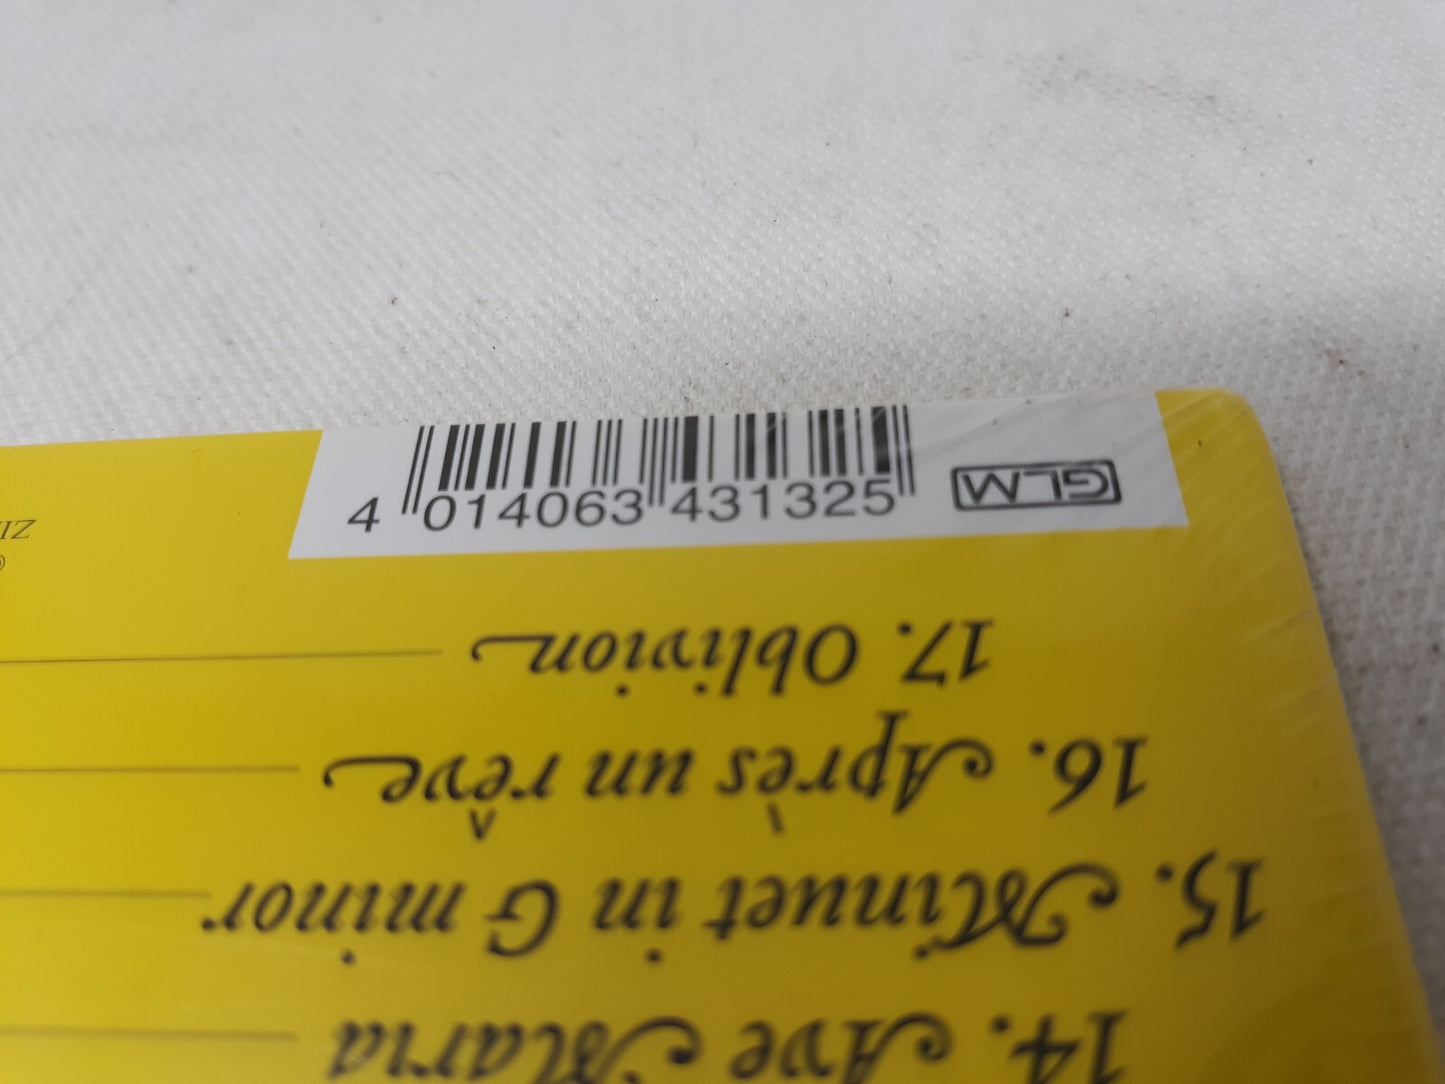 14. Ave Maria
15. Minuet in G minor
16. Après un rêve
17. Oblivion
GLM
4 014063 431325